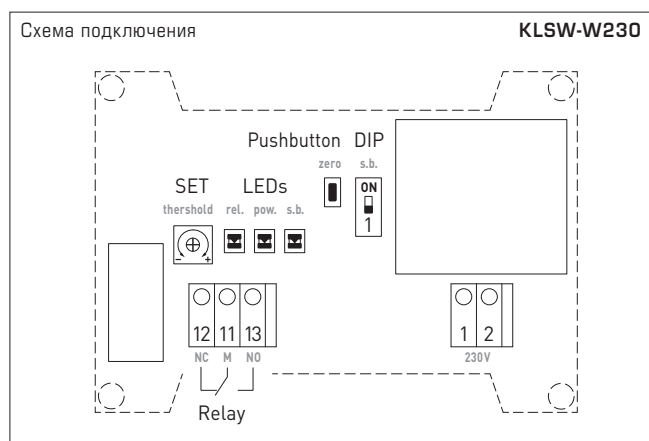 Схема подключения KLSW-W230
Pushbutton DIP
zero s.b.
SET LEDs
ON
thershold rel. pow. s.b.
1
- +
12 11 13 1 2
NC M NO 230V
Relay